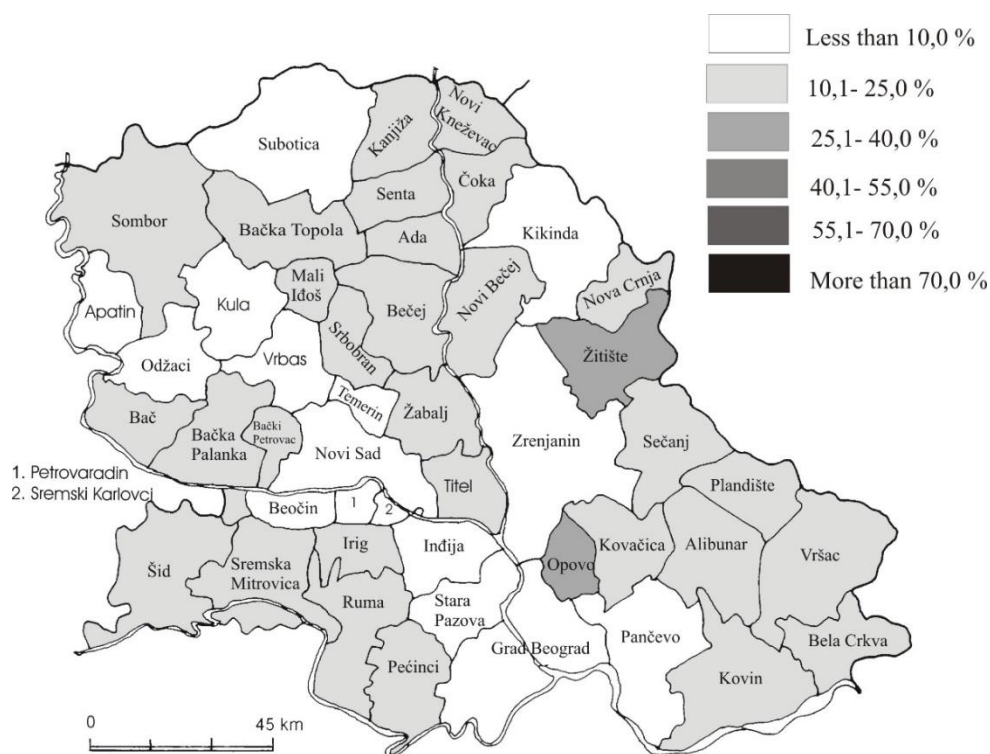 Less than 10,0 %
10,1- 25,0 %
25,1- 40,0 %
40,1- 55,0 %
55,1- 70,0 %
More than 70,0 %
Subotica
Kanjiža
Novi
Kneževac
Senta
Čoka
Sombor
Bačka Topola
Ada
Kikinda
Mali
Iđoš
Bečej
Novi Bečej
Nova Crnja
Apatin
Kula
Srbobran
Žitište
Odžaci
Vrbas
Temerin
Žabalj
Bač
Bačka
Palanka
Bački
Petrovac
Novi Sad
Zrenjanin
Sečanj
1. Petrovaradin
2. Sremski Karlovci
Titel
Plandište
Beočin
1
2
Šid
Sremska
Mitrovica
Irig
Inđija
Opovo
Kovačica
Alibunar
Vršac
Ruma
Stara
Pazova
Pećinci
Grad Beograd
Pančevo
Bela Crkva
Kovin
0
45 km